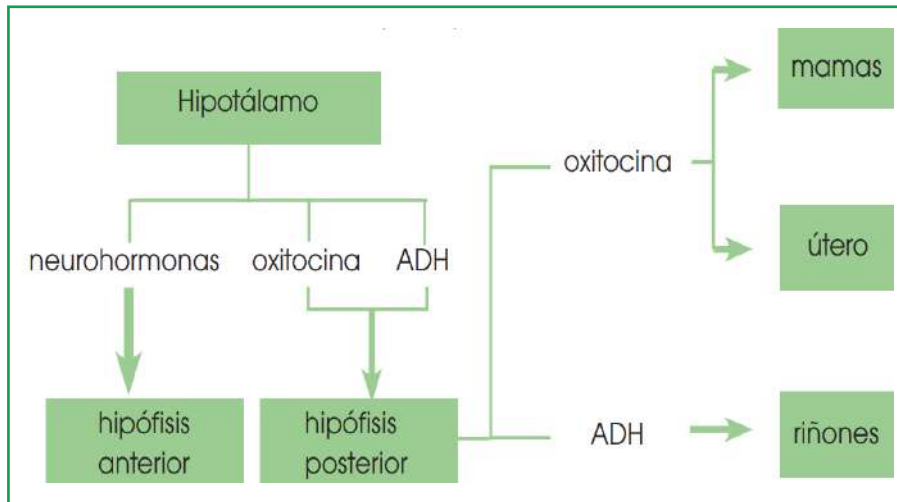 mamas
Hipotálamo
oxitocina
útero
neurohormonas oxitocina ADH
hipófisis
anterior
hipófisis
posterior
ADH
riñones